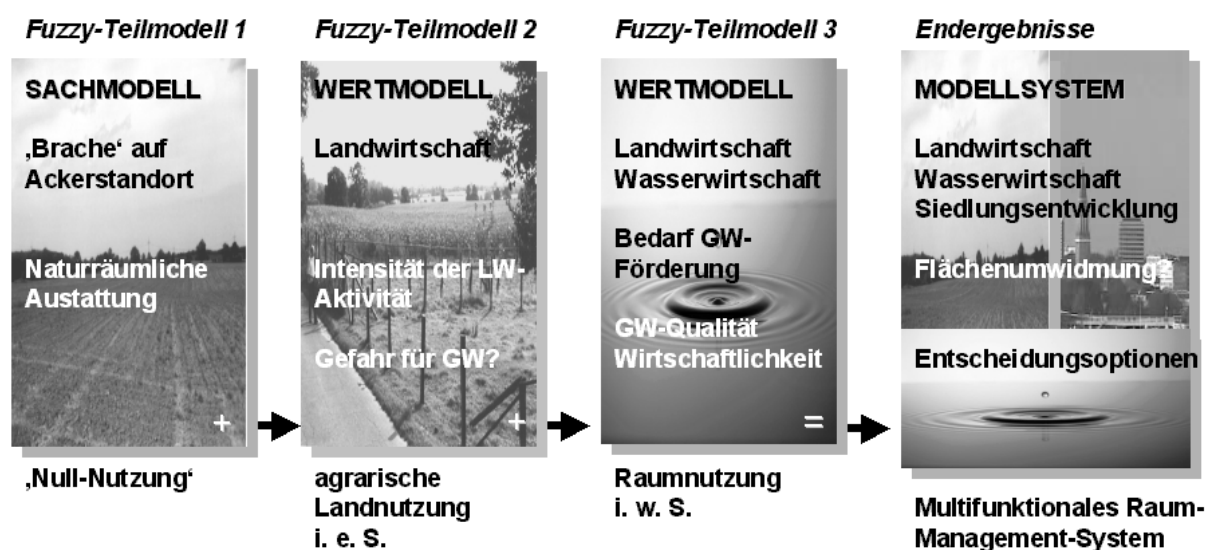 Fuzzy-Teilmodell 1
SACHMODELL
‚Brache‘ auf
Ackerstandort
Naturräumliche
Austattung
+
‚Null-Nutzung‘
Fuzzy-Teilmodell 2
WERTMODELL
Landwirtschaft
Intensität der LW-
Aktivität
Gefahr für GW?
+
agrarische
Landnutzung
i. e. S.
Fuzzy-Teilmodell 3
WERTMODELL
Landwirtschaft
Wasserwirtschaft
Bedarf GW-
Förderung
GW-Qualität
Wirtschaftlichkeit
=
Raumnutzung
i. w. S.
Endergebnisse
MODELLSYSTEM
Landwirtschaft
Wasserwirtschaft
Siedlungsentwicklung
Flächenumwidmung?
Entscheidungsoptionen
Multifunktionales Raum-
Management-System